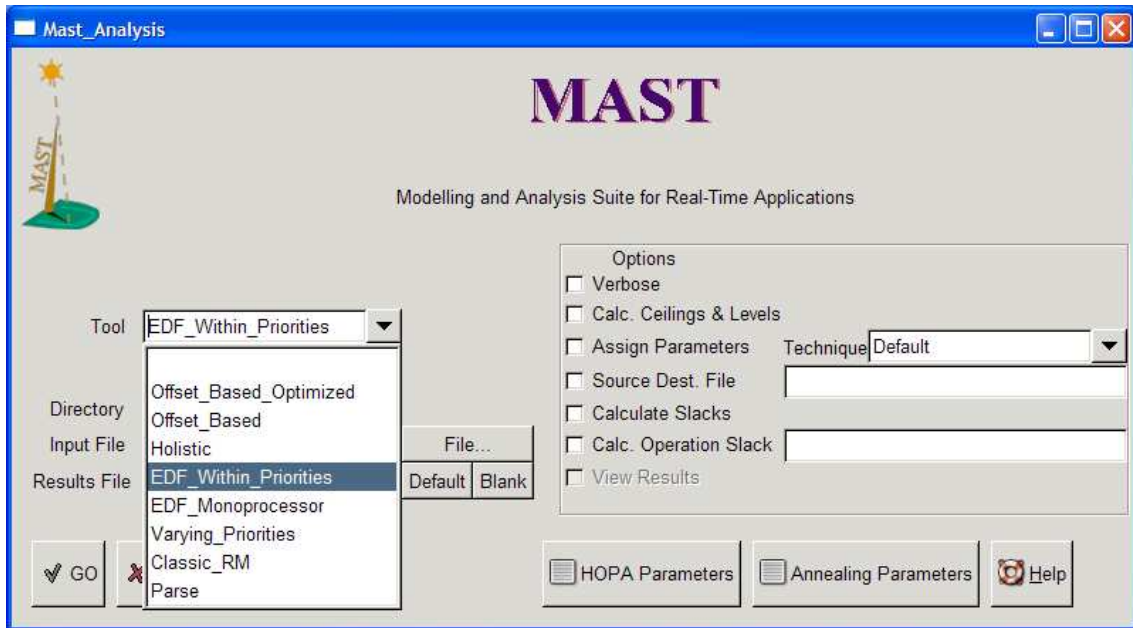 Mast_Analysis
MAST
MAST
Modelling and Analysis Suite for Real-Time Applications
Tool
EDF_Within_Priorities
Offset_Based_Optimized
Offset_Based
Holistic
EDF_Within_Priorities
EDF_Monoprocessor
Varying_Priorities
Classic_RM
Parse
Directory
Input File
File...
Results File
Default
Blank
Options
Verbose
Calc. Ceilings & Levels
Assign Parameters
Technique
Default
Source Dest. File
Calculate Slacks
Calc. Operation Slack
View Results
GO
HOPA Parameters
Annealing Parameters
Help